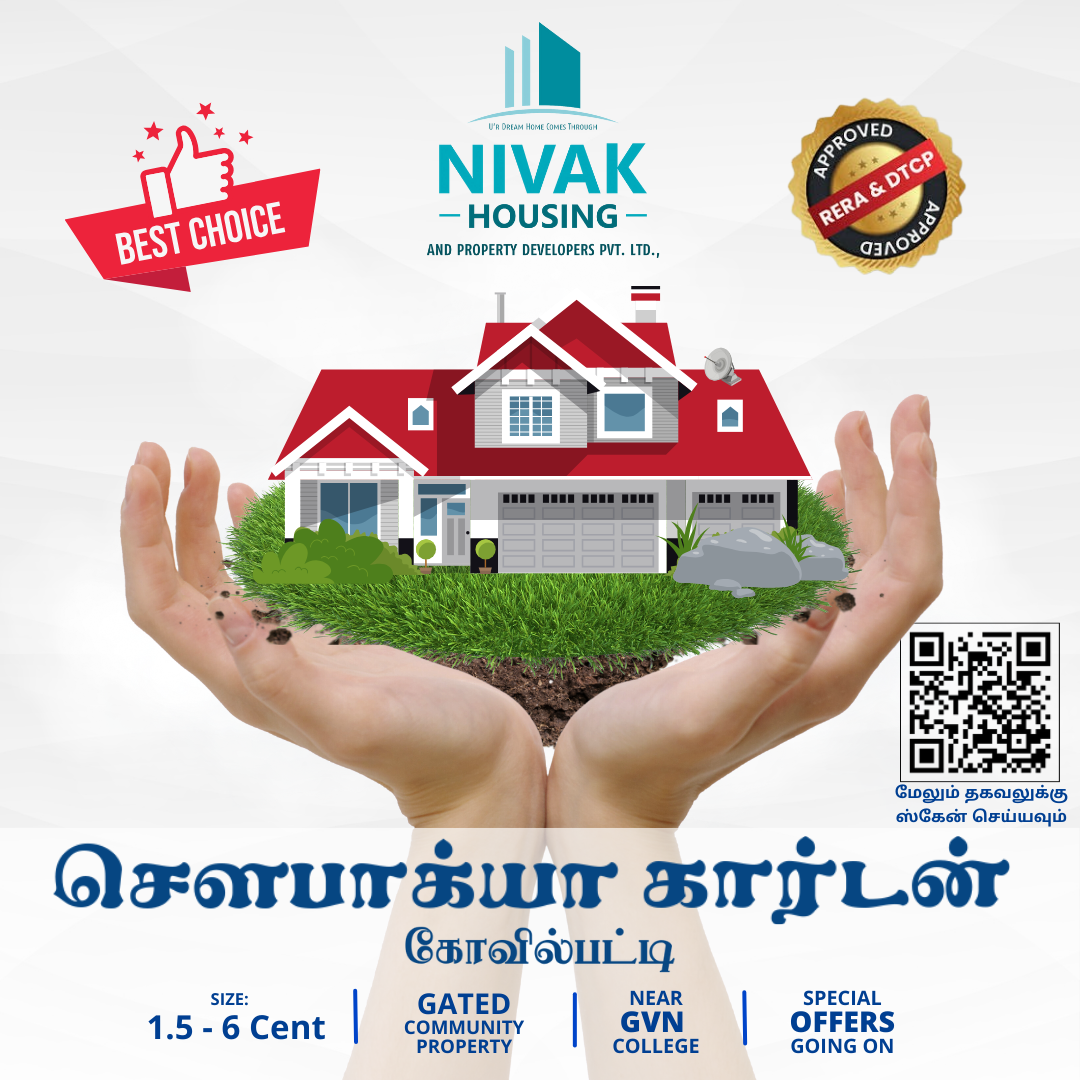 U'r Dream Home Comes Through
NIVAK
HOUSING
AND PROPERTY DEVELOPERS PVT. LTD.,
BEST CHOICE
APPROVED
RERA & DTCP
APPROVED
மேலும் தகவலுக்கு
ஸ்கேன் செய்யவும்
சௌபாக்யா கார்டன்
கோவில்பட்டி
SIZE:
1.5 - 6 Cent
GATED
COMMUNITY
PROPERTY
NEAR
GVN
COLLEGE
SPECIAL
OFFERS
GOING ON